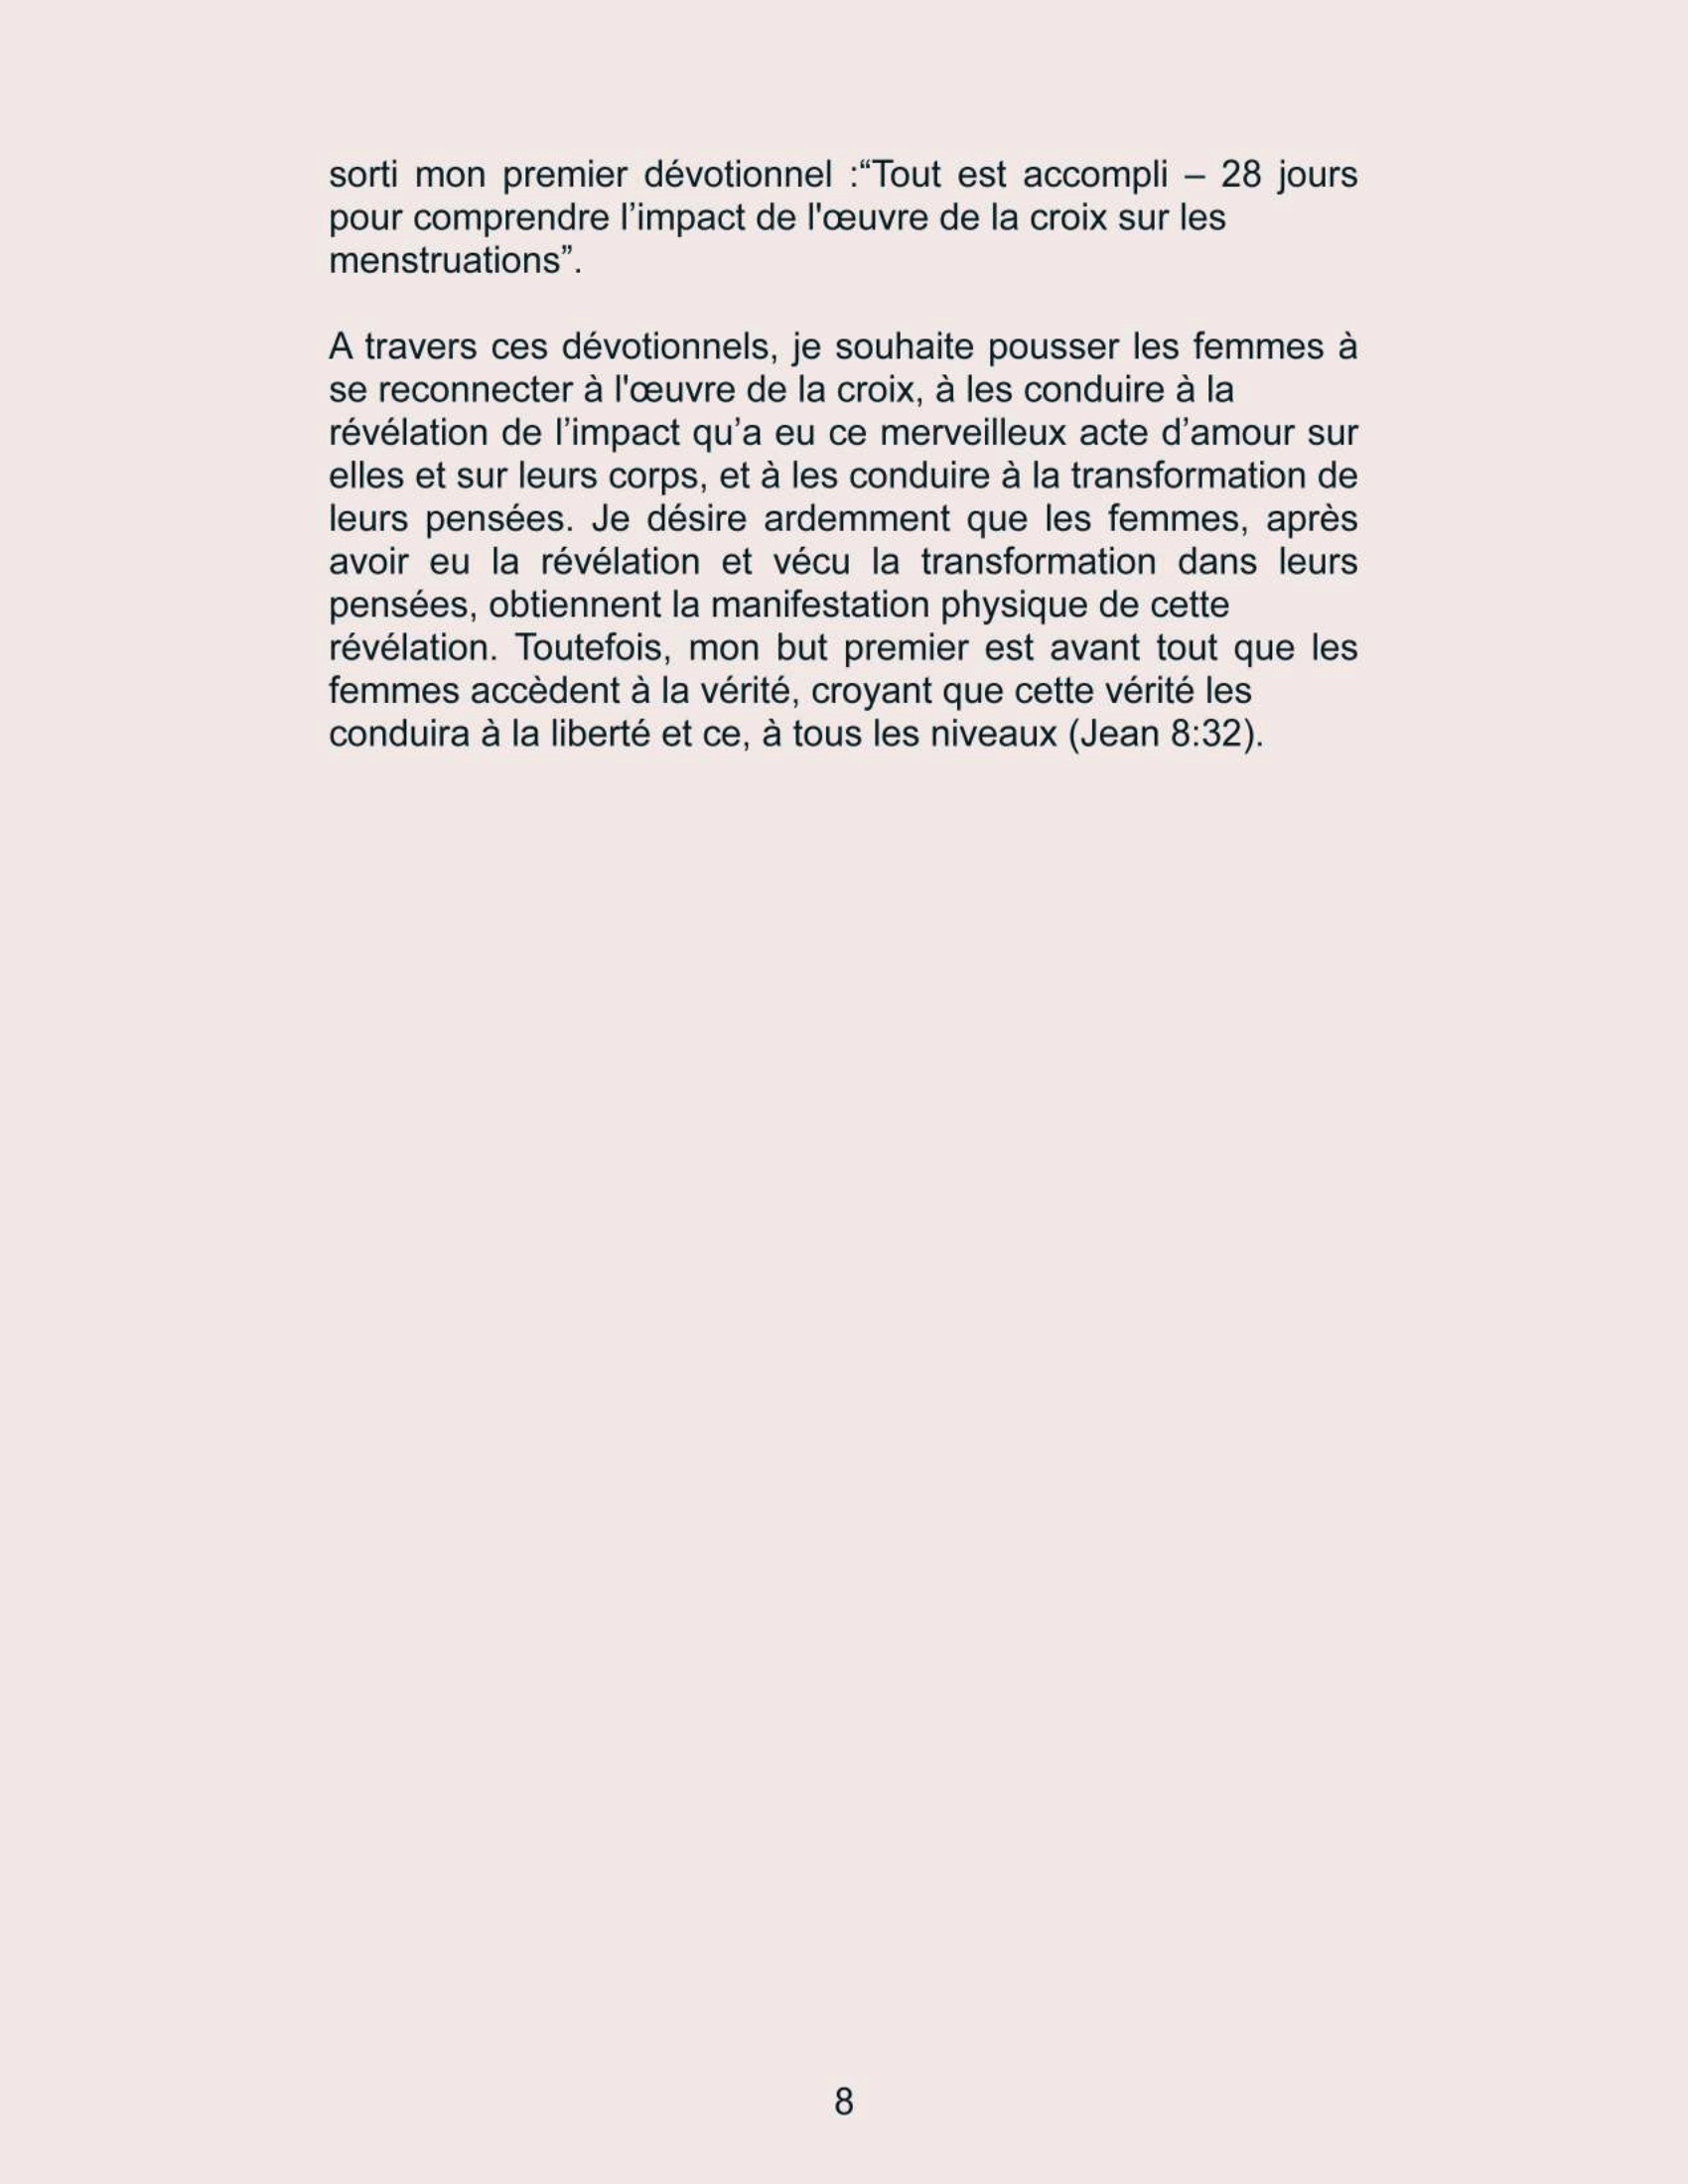 sorti mon premier dévotionnel :“Tout est accompli – 28 jours
pour comprendre l’impact de l'œuvre de la croix sur les
menstruations”.
A travers ces dévotionnels, je souhaite pousser les femmes à
se reconnecter à l'œuvre de la croix, à les conduire à la
révélation de l’impact qu’a eu ce merveilleux acte d’amour sur
elles et sur leurs corps, et à les conduire à la transformation de
leurs pensées. Je désire ardemment que les femmes, après
avoir eu la révélation et vécu la transformation dans leurs
pensées, obtiennent la manifestation physique de cette
révélation. Toutefois, mon but premier est avant tout que les
femmes accèdent à la vérité, croyant que cette vérité les
conduira à la liberté et ce, à tous les niveaux (Jean 8:32).
8